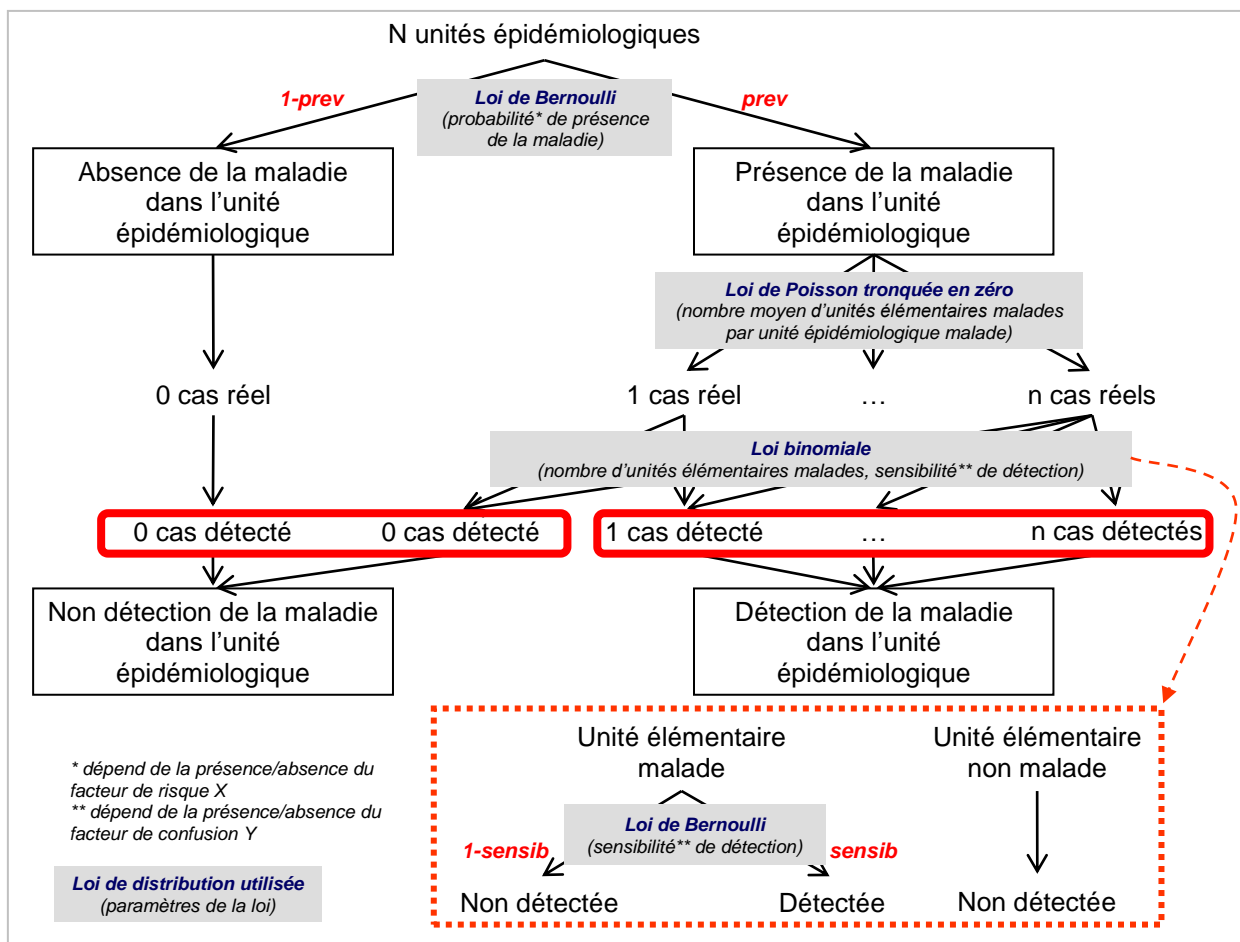 N unités épidémiologiques
1-prev
Loi de Bernoulli
(probabilité* de présence
de la maladie)
prev
Absence de la maladie
dans l'unité
épidémiologique
Présence de la maladie
dans l'unité
épidémiologique
Loi de Poisson tronquée en zéro
(nombre moyen d'unités élémentaires malades
par unité épidémiologique malade)
0 cas réel
1 cas réel
…
n cas réels
Loi binomiale
(nombre d'unités élémentaires malades, sensibilité** de détection)
0 cas détecté
0 cas détecté
1 cas détecté
…
n cas détectés
Non détection de la maladie
dans l'unité
épidémiologique
Détection de la maladie
dans l'unité
épidémiologique
Unité élémentaire
malade
Unité élémentaire
non malade
* dépend de la présence/absence du
facteur de risque X
** dépend de la présence/absence du
facteur de confusion Y
Loi de Bernoulli
(sensibilité** de détection)
1-sensib
sensib
Loi de distribution utilisée
(paramètres de la loi)
Non détectée
Détectée
Non détectée